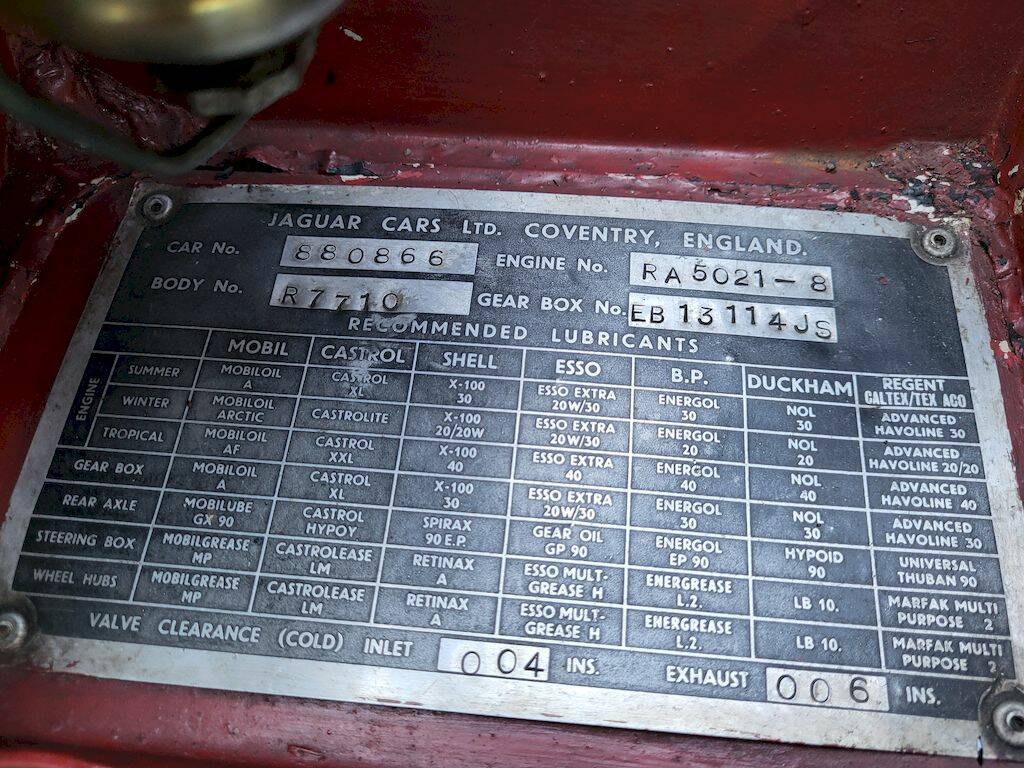 JAGUAR CARS LTD. COVENTRY, ENGLAND.
CAR No. 880866 ENGINE No. RA5021-8
BODY No. R7710 GEAR BOX No. EB13114JS
RECOMMENDED LUBRICANTS
MOBIL CASTROL SHELL ESSO B.P. DUCKHAM REGENT CALTEX/TEX ACO
ENGINE
SUMMER MOBILOIL A CASTROL XL X-100 30 ESSO EXTRA 20W/30 ENERGOL 30 NOL 30 ADVANCED HAVOLINE 30
WINTER MOBILOIL ARCTIC CASTROLITE X-100 20/20W ESSO EXTRA 20W/30 ENERGOL 20 NOL 20 ADVANCED HAVOLINE 20/20
TROPICAL MOBILOIL AF CASTROL XXL X-100 40 ESSO EXTRA 40 ENERGOL 40 NOL 40 ADVANCED HAVOLINE 40
GEAR BOX MOBILOIL A CASTROL XL X-100 30 ESSO EXTRA 20W/30 ENERGOL 30 NOL 30 ADVANCED HAVOLINE 30
REAR AXLE MOBILUBE GX 90 CASTROL HYPOY SPIRAX 90 E.P. GEAR OIL GP 90 ENERGOL EP 90 HYPOID 90 UNIVERSAL THUBAN 90
STEERING BOX MOBILGREASE MP CASTROLEASE LM RETINAX A ESSO MULT- GREASE H ENERGREASE L.2. LB 10. MARFAK MULTI PURPOSE 2
WHEEL HUBS MOBILGREASE MP CASTROLEASE LM RETINAX A ESSO MULT- GREASE H ENERGREASE L.2. LB 10. MARFAK MULTI PURPOSE 2
VALVE CLEARANCE (COLD) INLET 004 INS. EXHAUST 006 INS.